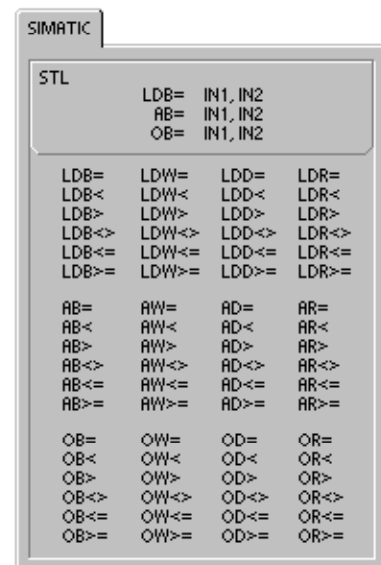 SIMATIC
STL
LDB= IN1, IN2
AB= IN1, IN2
OB= IN1, IN2
LDB= LDW= LDD= LDR=
LDB< LDW< LDD< LDR<
LDB> LDW> LDD> LDR>
LDB<> LDW<> LDD<> LDR<>
LDB<= LDW<= LDD<= LDR<=
LDB>= LDW>= LDD>= LDR>=
AB= AW= AD= AR=
AB< AW< AD< AR<
AB> AW> AD> AR>
AB<> AW<> AD<> AR<>
AB<= AW<= AD<= AR<=
AB>= AW>= AD>= AR>=
OB= OW= OD= OR=
OB< OW< OD< OR<
OB> OW> OD> OR>
OB<> OW<> OD<> OR<>
OB<= OW<= OD<= OR<=
OB>= OW>= OD>= OR>=